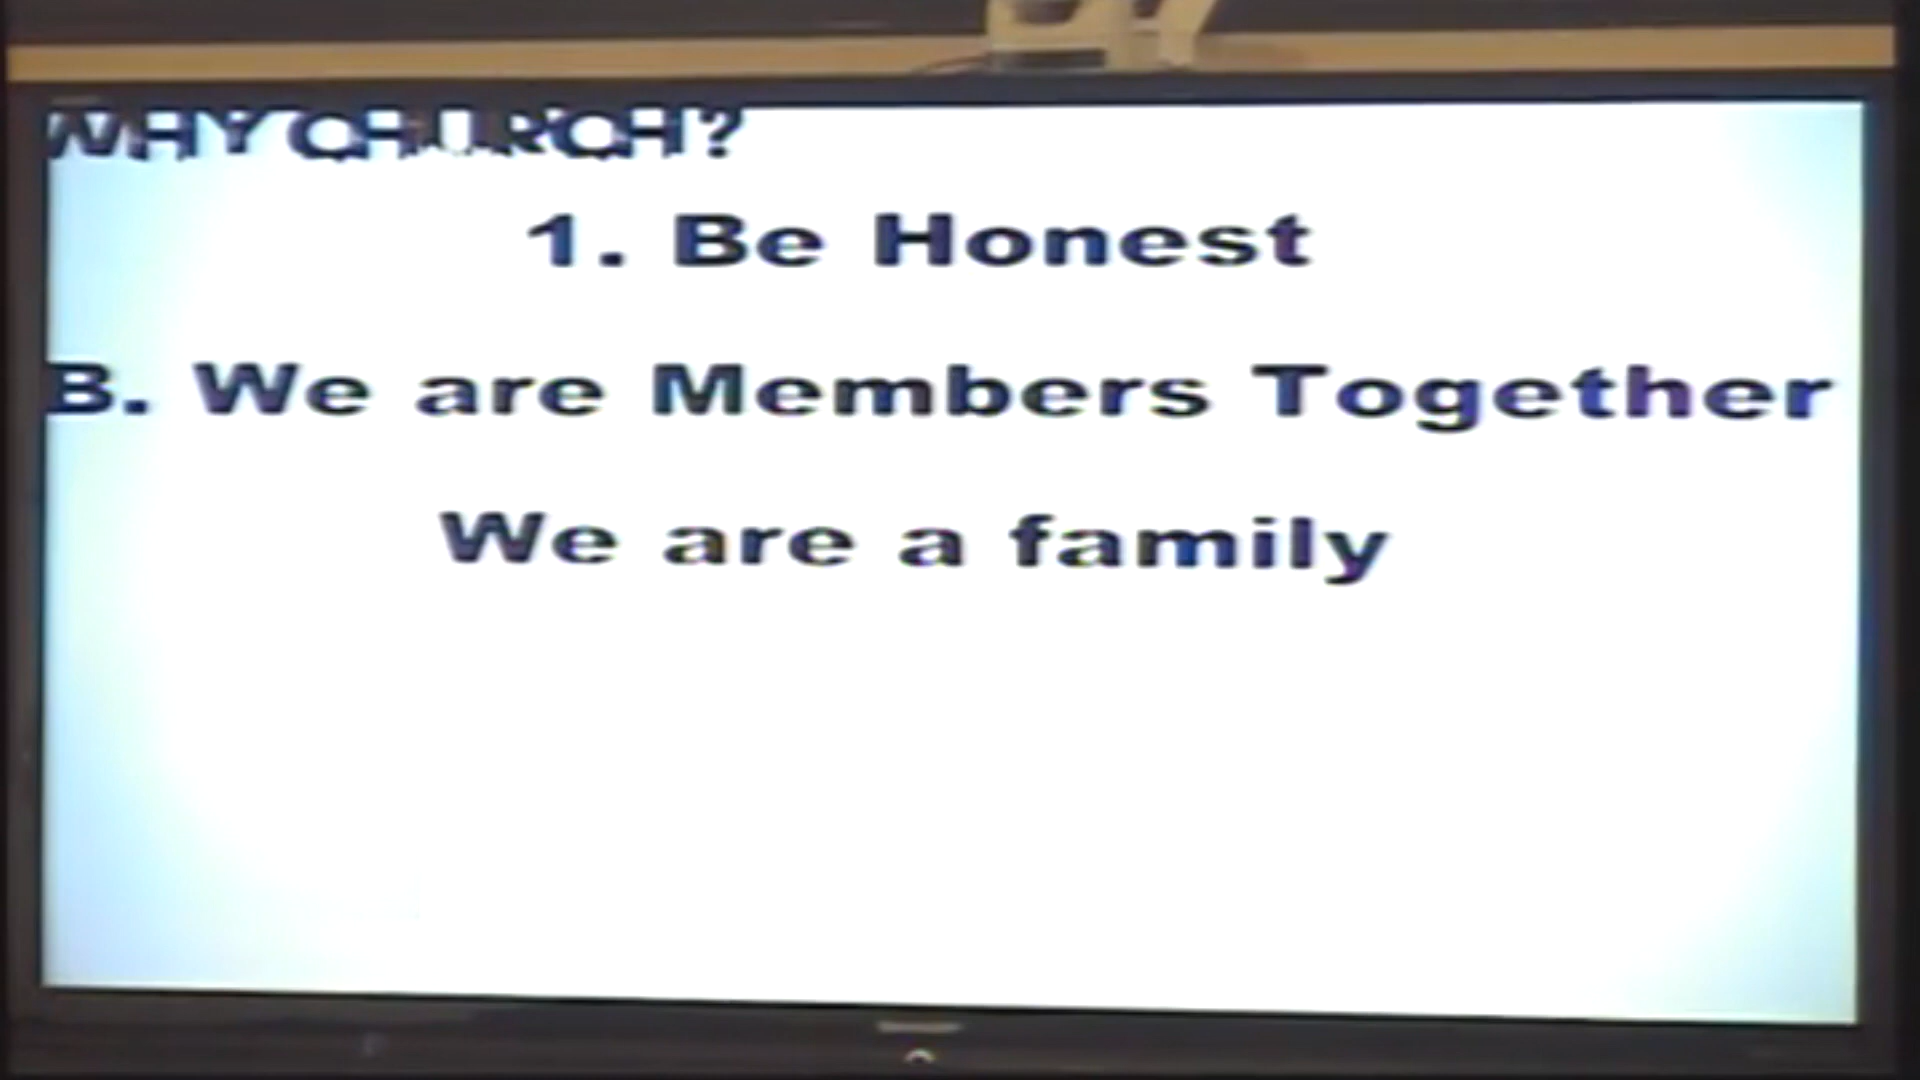 WHY CHURCH?
1. Be Honest
B. We are Members Together
We are a family